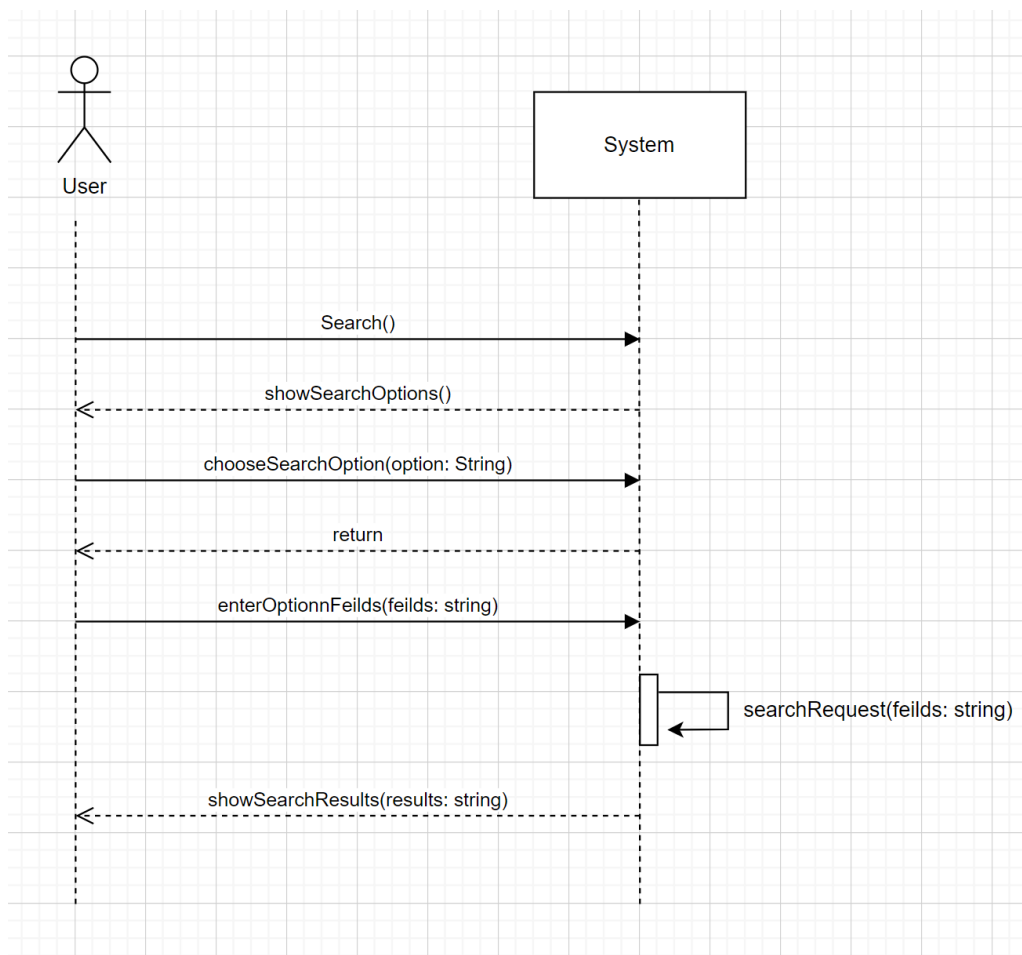 User
System
Search()
showSearchOptions()
chooseSearchOption(option: String)
return
enterOptionnFeilds(feilds: string)
searchRequest(feilds: string)
showSearchResults(results: string)